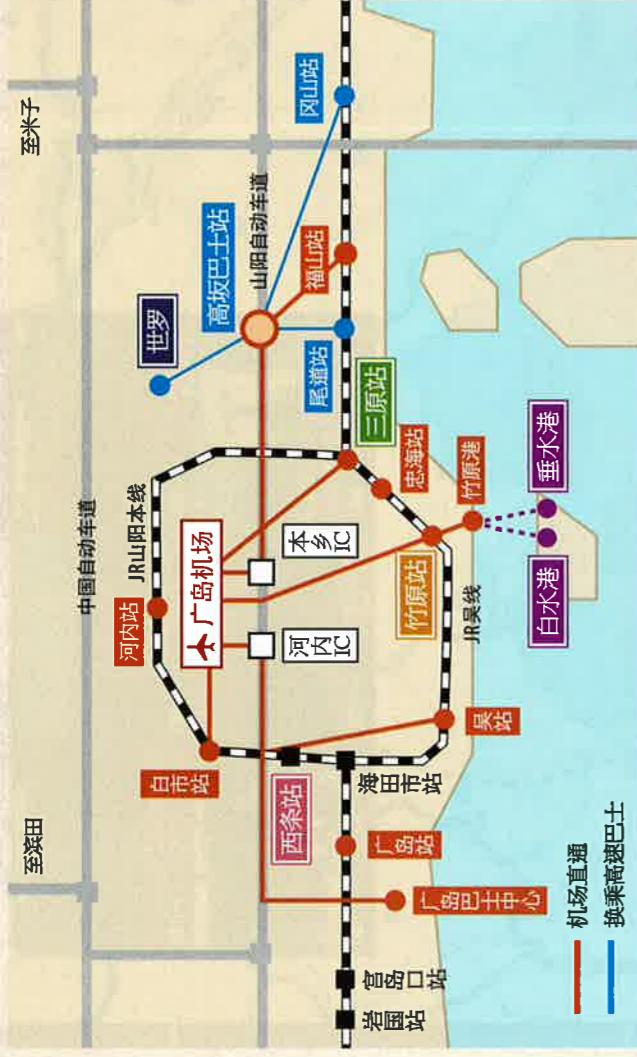 至滨田
至米子
中国自动车道
河内站
JR山阳本线
世罗
白市站
广岛机场
高坂巴士站
山阳自动车道
冈山站
西条站
河内
IC
本乡
IC
尾道站
福山站
三原站
海田市站
广岛站
忠海站
竹原站
宫岛口站
岩国站
广岛巴士中心
吴站
JR吴线
竹原港
白水港
垂水港
机场直通
换乘高速巴士